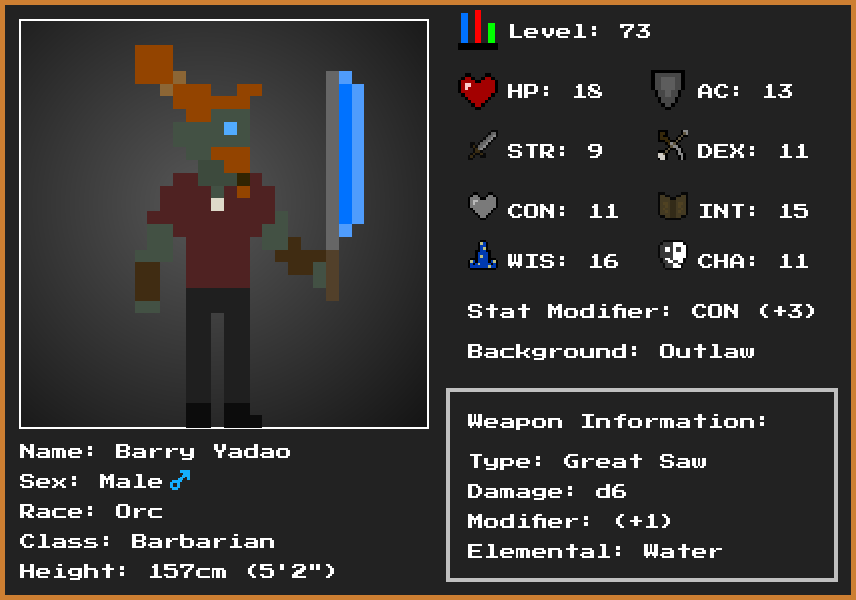 Level: 73
HP: 18
AC: 13
STR: 9
DEX: 11
CON: 11
INT: 15
WIS: 16
CHA: 11
Stat Modifier: CON (+3)
Background: Outlaw
Weapon Information:
Type: Great Saw
Damage: d6
Modifier: (+1)
Elemental: Water
Name: Barry Yadao
Sex: Male♂
Race: Orc
Class: Barbarian
Height: 157cm (5'2")